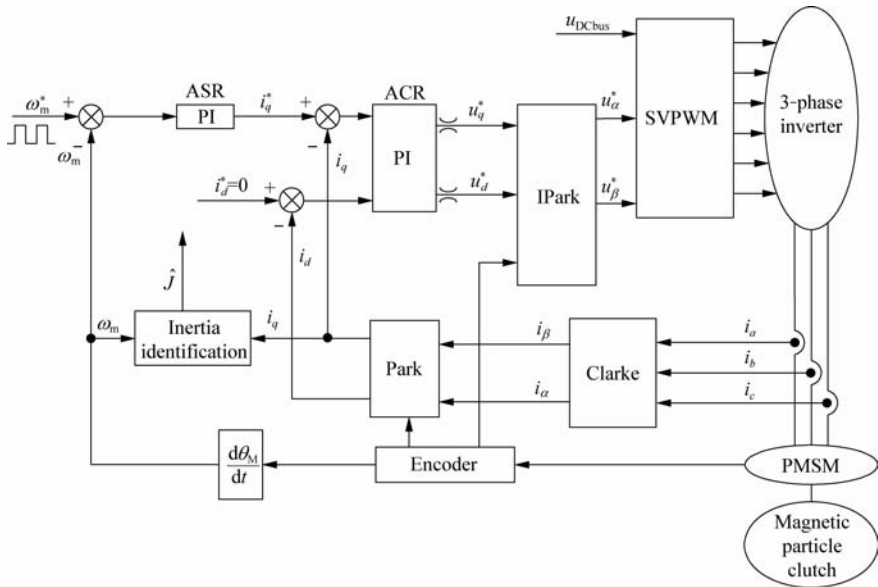 u_DCbus
ASR
ACR
ω*_m
+
PI
i*_q
+
PI
u*_q
u*_α
SVPWM
3-phase
inverter
−
ω_m
−
i_q
i*_d=0
+
u*_d
IPark
u*_β
−
i_d
Ĵ
ω_m
Inertia
identification
i_q
Park
i_β
i_α
Clarke
i_a
i_b
i_c
dθ_M
dt
Encoder
PMSM
Magnetic
particle
clutch